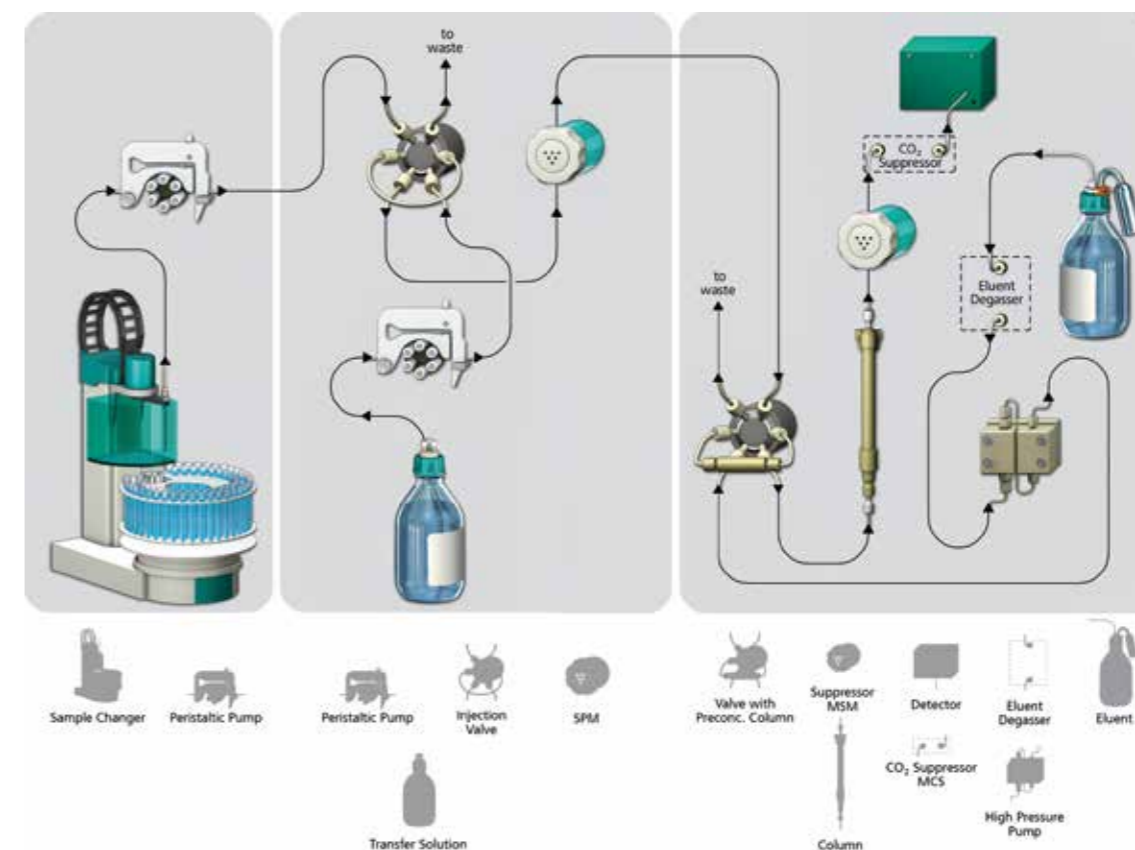 to
waste
CO₂
Suppressor
Eluent
Degasser
to
waste
Sample Changer
Peristaltic Pump
Peristaltic Pump
Injection
Valve
SPM
Valve with
Preconc. Column
Suppressor
MSM
Detector
Eluent
Degasser
Eluent
CO₂ Suppressor
MCS
High Pressure
Pump
Transfer Solution
Column